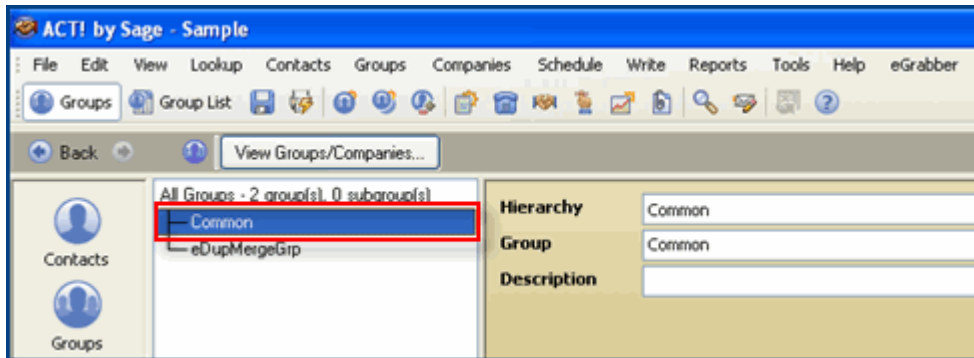 ACT! by Sage - Sample
File Edit View Lookup Contacts Groups Companies Schedule Write Reports Tools Help eGrabber
Groups Group List
Back View Groups/Companies...
All Groups - 2 group(s), 0 subgroup(s)
Common
eDupMergeGrp
Contacts
Groups
Hierarchy Common
Group Common
Description